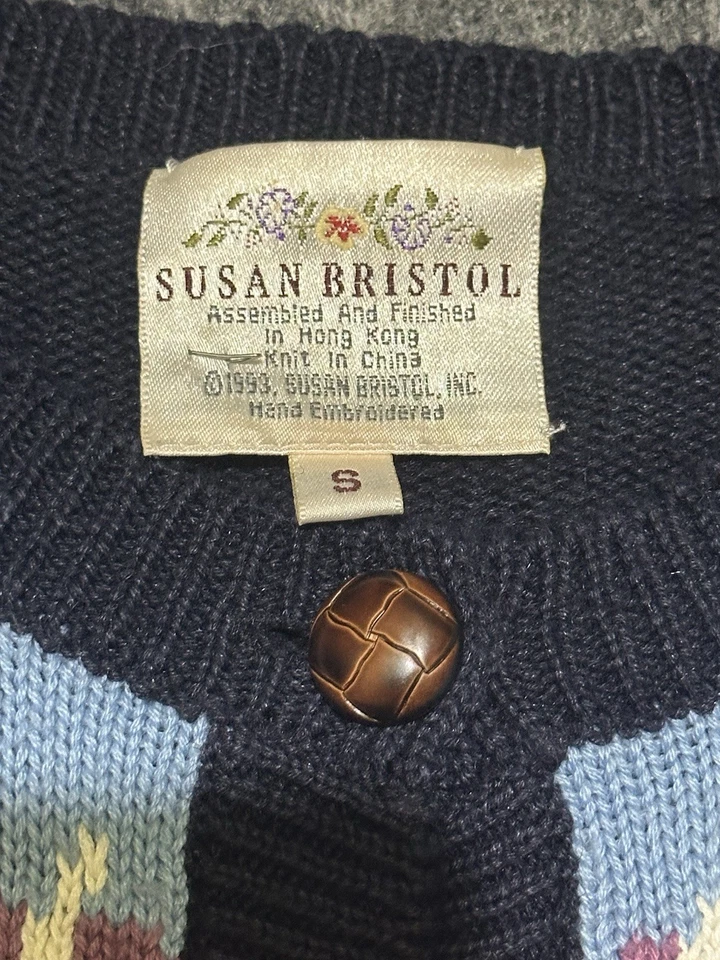 SUSAN BRISTOL
Assembled And Finished
In Hong Kong
Knit In China
©1993, SUSAN BRISTOL, INC.
Hand Embroidered
S